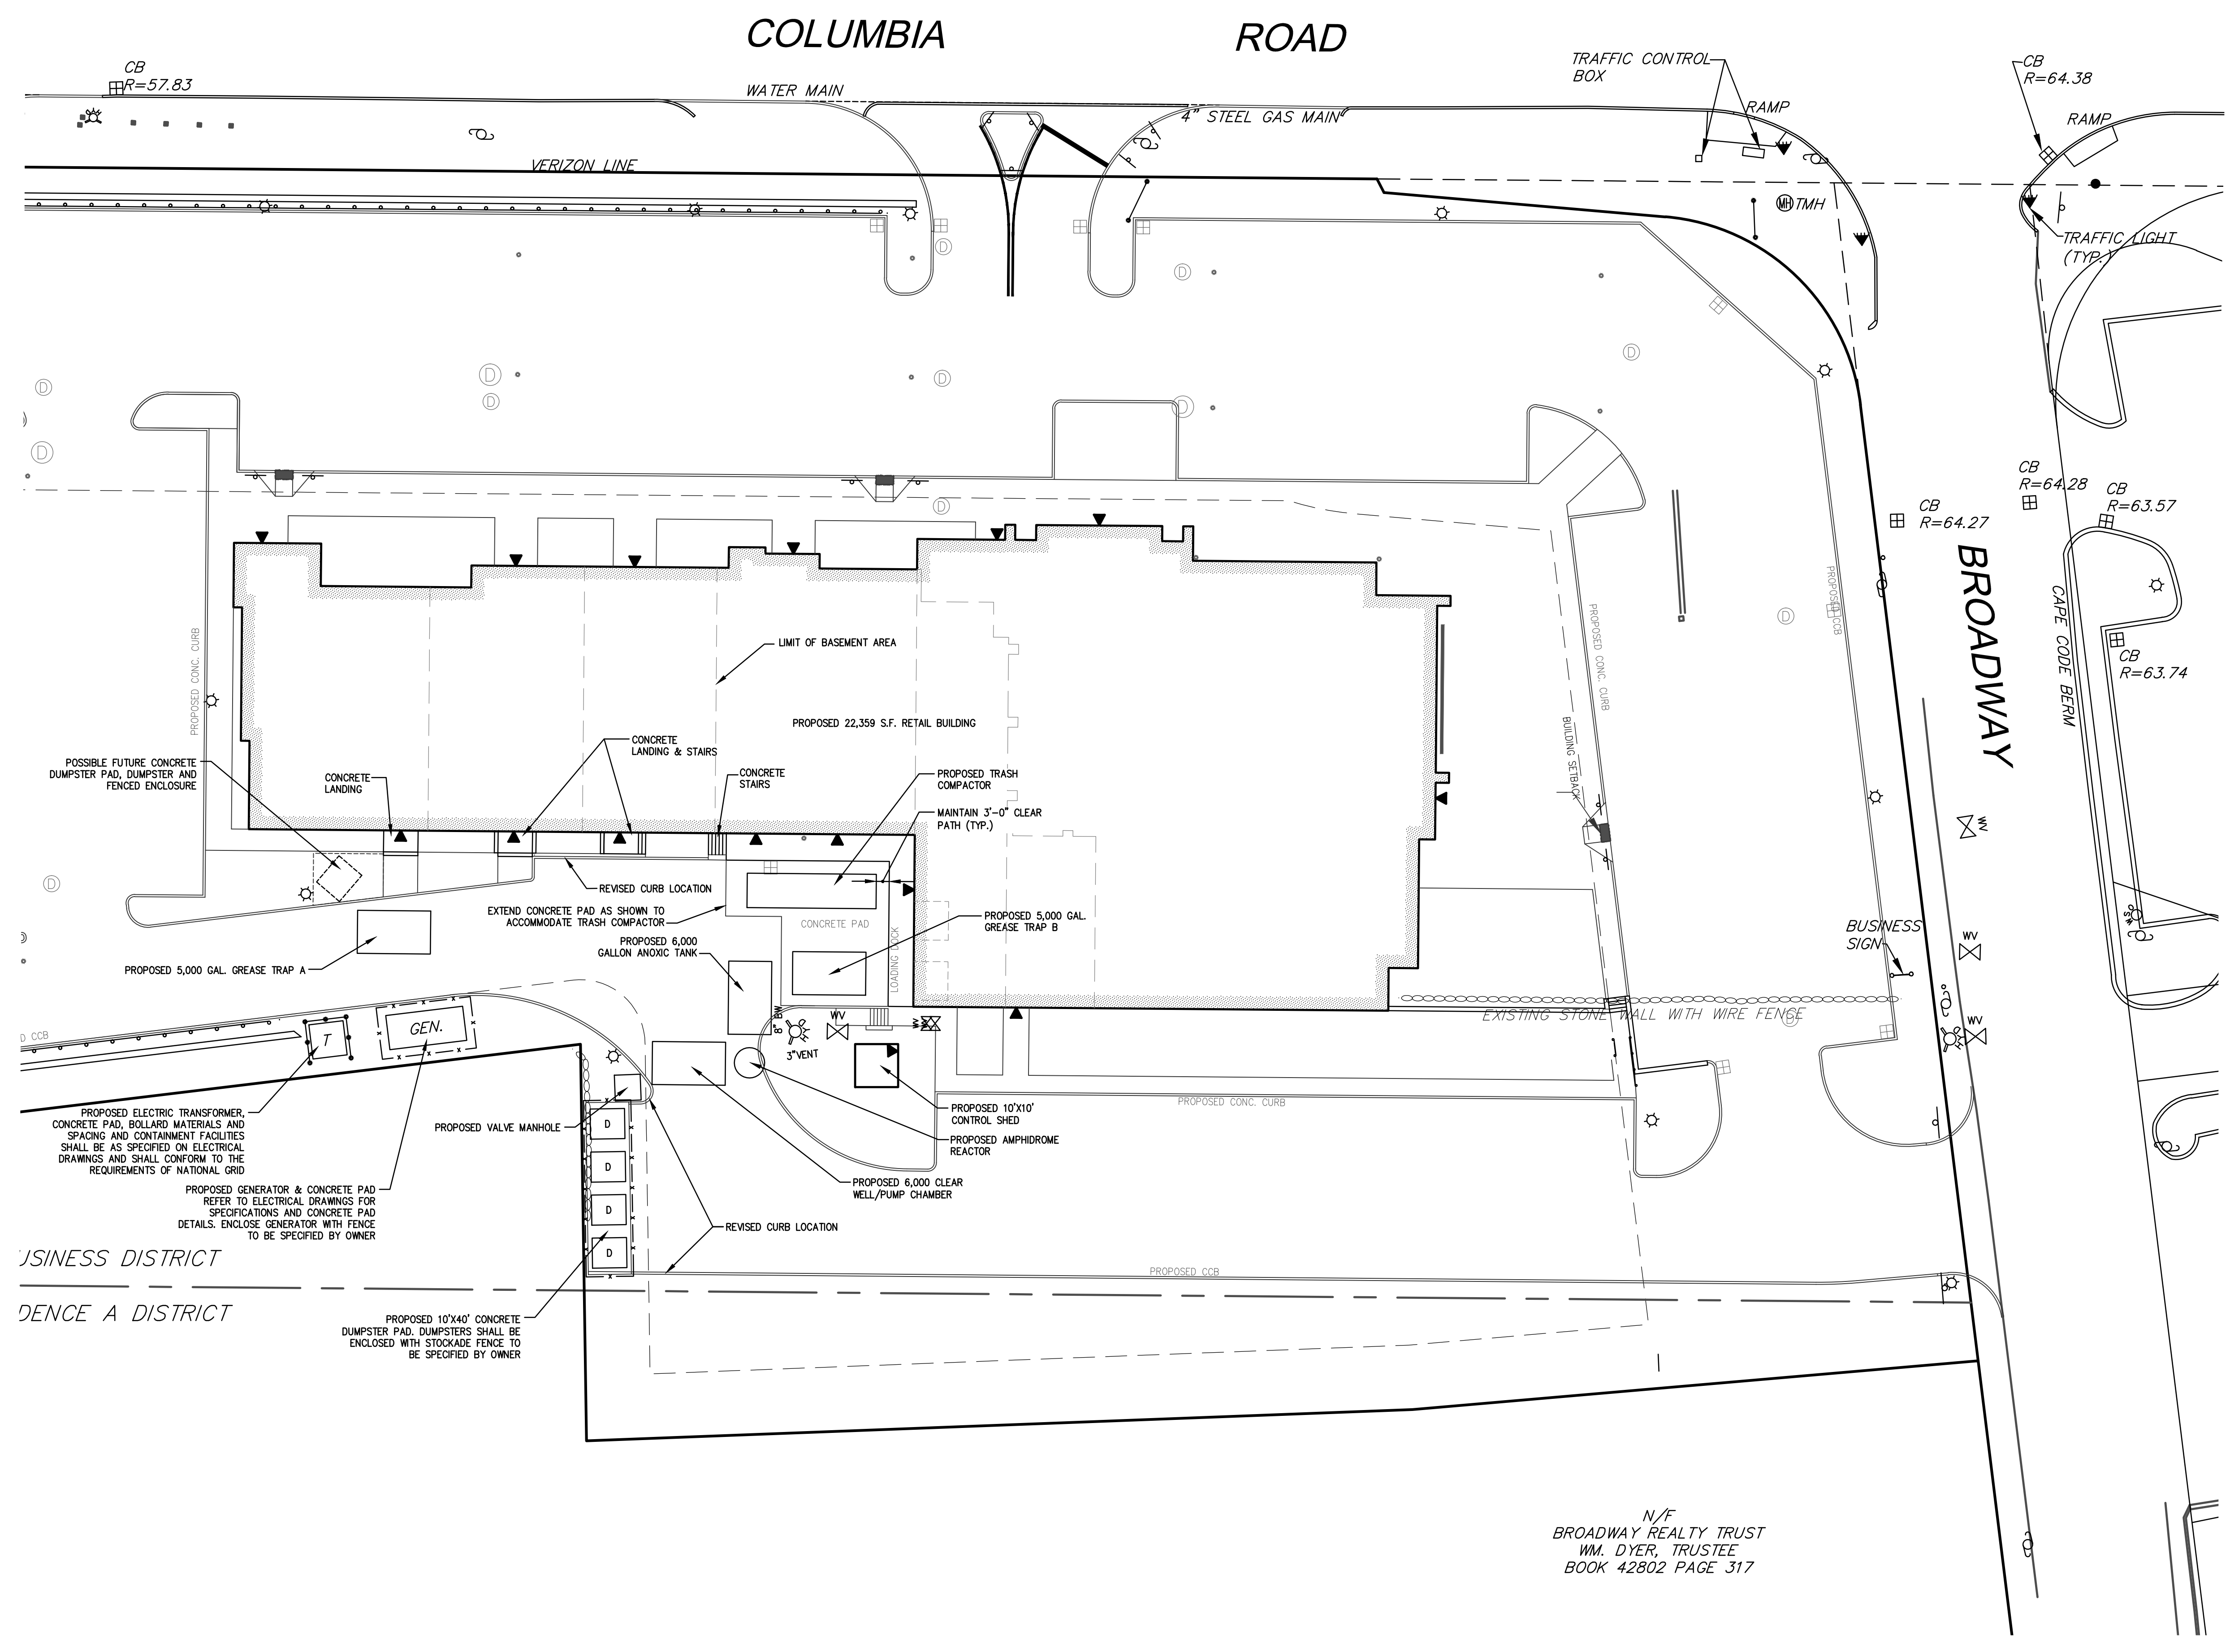 COLUMBIA ROAD
CB
R=57.83
WATER MAIN
4" STEEL GAS MAIN
VERIZON LINE
TRAFFIC CONTROL
BOX
RAMP
CB
R=64.38
RAMP
TMH
MH
TRAFFIC LIGHT
(TYP.)
D
D
D
D
D
D
D
D
D
D
D
CB
R=64.28
CB
R=64.27
CB
R=63.57
CB
R=63.74
BROADWAY
CAPE CODE BERM
PROPOSED CCB
PROPOSED CONC. CURB
BUILDING SETBACK
PROPOSED CONC. CURB
LIMIT OF BASEMENT AREA
PROPOSED 22,359 S.F. RETAIL BUILDING
POSSIBLE FUTURE CONCRETE
DUMPSTER PAD, DUMPSTER AND
FENCED ENCLOSURE
CONCRETE
LANDING
CONCRETE
LANDING & STAIRS
CONCRETE
STAIRS
PROPOSED TRASH
COMPACTOR
MAINTAIN 3'-0" CLEAR
PATH (TYP.)
REVISED CURB LOCATION
EXTEND CONCRETE PAD AS SHOWN TO
ACCOMMODATE TRASH COMPACTOR
CONCRETE PAD
LOADING DOCK
PROPOSED 5,000 GAL.
GREASE TRAP B
PROPOSED 6,000
GALLON ANOXIC TANK
PROPOSED 5,000 GAL. GREASE TRAP A
D
D
WV
WV
WV
BUSINESS
SIGN
EXISTING STONE WALL WITH WIRE FENCE
8" BW
WV
WV
3"VENT
D CCB
T
GEN.
PROPOSED CONC. CURB
PROPOSED ELECTRIC TRANSFORMER,
CONCRETE PAD, BOLLARD MATERIALS AND
SPACING AND CONTAINMENT FACILITIES
SHALL BE AS SPECIFIED ON ELECTRICAL
DRAWINGS AND SHALL CONFORM TO THE
REQUIREMENTS OF NATIONAL GRID
PROPOSED VALVE MANHOLE
D
D
D
D
PROPOSED 10'X10'
CONTROL SHED
PROPOSED AMPHIDROME
REACTOR
PROPOSED 6,000 CLEAR
WELL/PUMP CHAMBER
PROPOSED GENERATOR & CONCRETE PAD
REFER TO ELECTRICAL DRAWINGS FOR
SPECIFICATIONS AND CONCRETE PAD
DETAILS. ENCLOSE GENERATOR WITH FENCE
TO BE SPECIFIED BY OWNER
REVISED CURB LOCATION
USINESS DISTRICT
PROPOSED CCB
DENCE A DISTRICT
PROPOSED 10'X40' CONCRETE
DUMPSTER PAD. DUMPSTERS SHALL BE
ENCLOSED WITH STOCKADE FENCE TO
BE SPECIFIED BY OWNER
N/F
BROADWAY REALTY TRUST
WM. DYER, TRUSTEE
BOOK 42802 PAGE 317